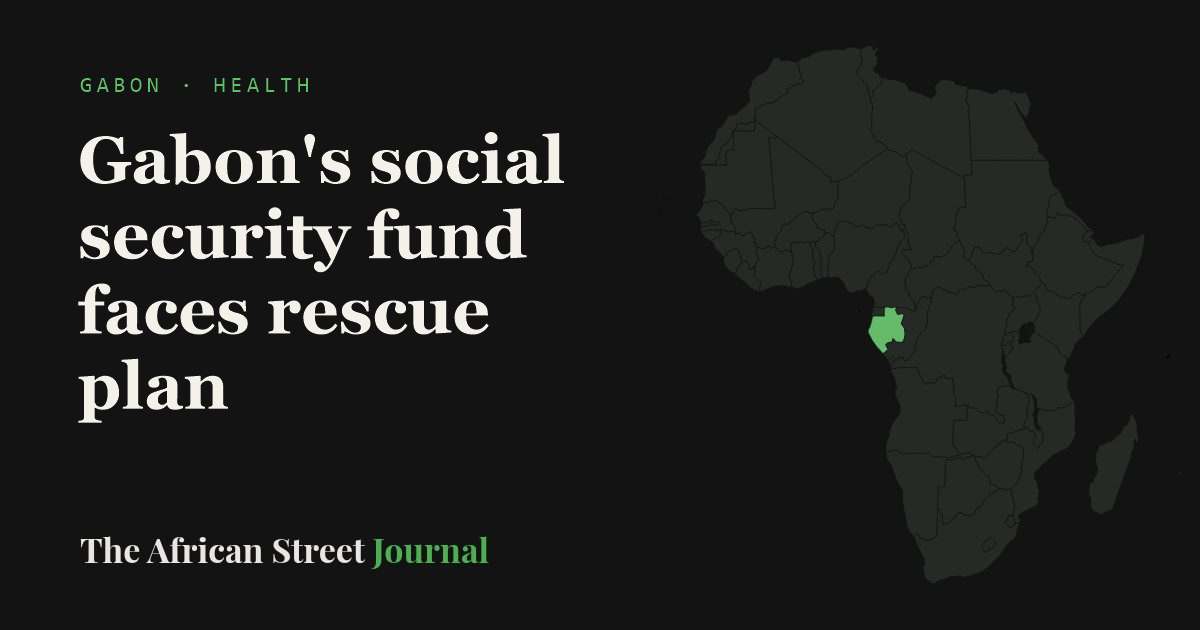 GABON · HEALTH
Gabon's social
security fund
faces rescue
plan
The African Street Journal